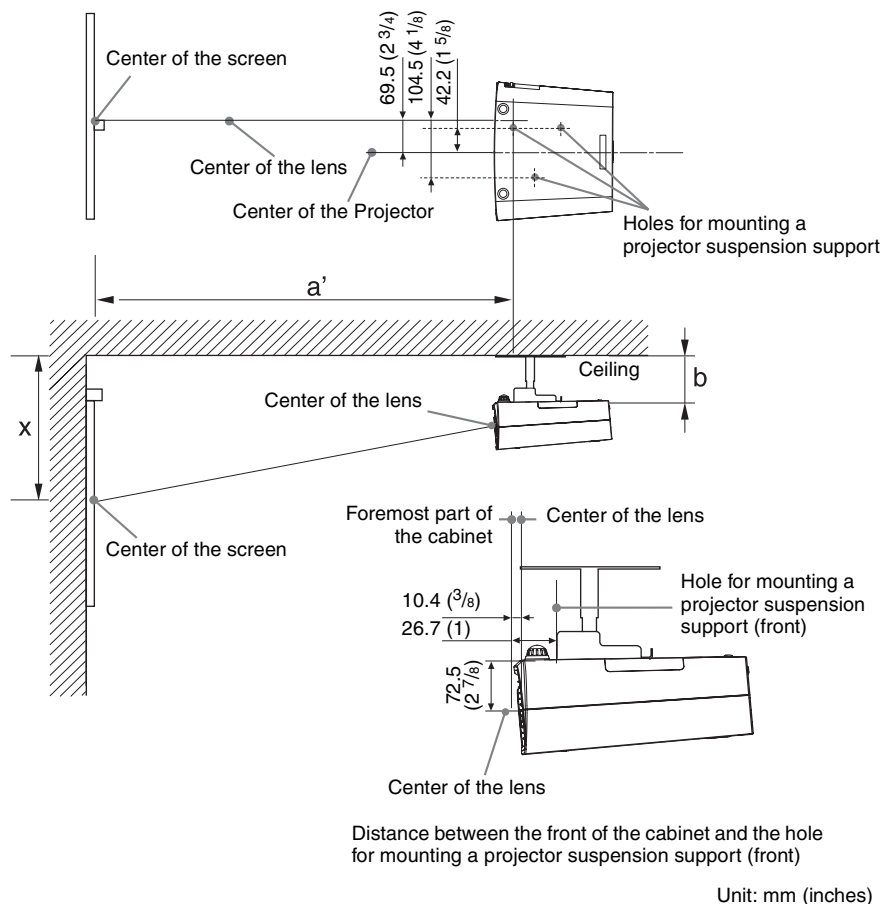 69.5 (2 3/4)
104.5 (4 1/8)
42.2 (1 5/8)
Center of the screen
Center of the lens
Center of the Projector
Holes for mounting a
projector suspension support
a’
Ceiling
b
Center of the lens
x
Center of the screen
Foremost part of
the cabinet
Center of the lens
Hole for mounting a
projector suspension
support (front)
10.4 (3/8)
26.7 (1)
72.5
(2 7/8)
Center of the lens
Distance between the front of the cabinet and the hole
for mounting a projector suspension support (front)
Unit: mm (inches)